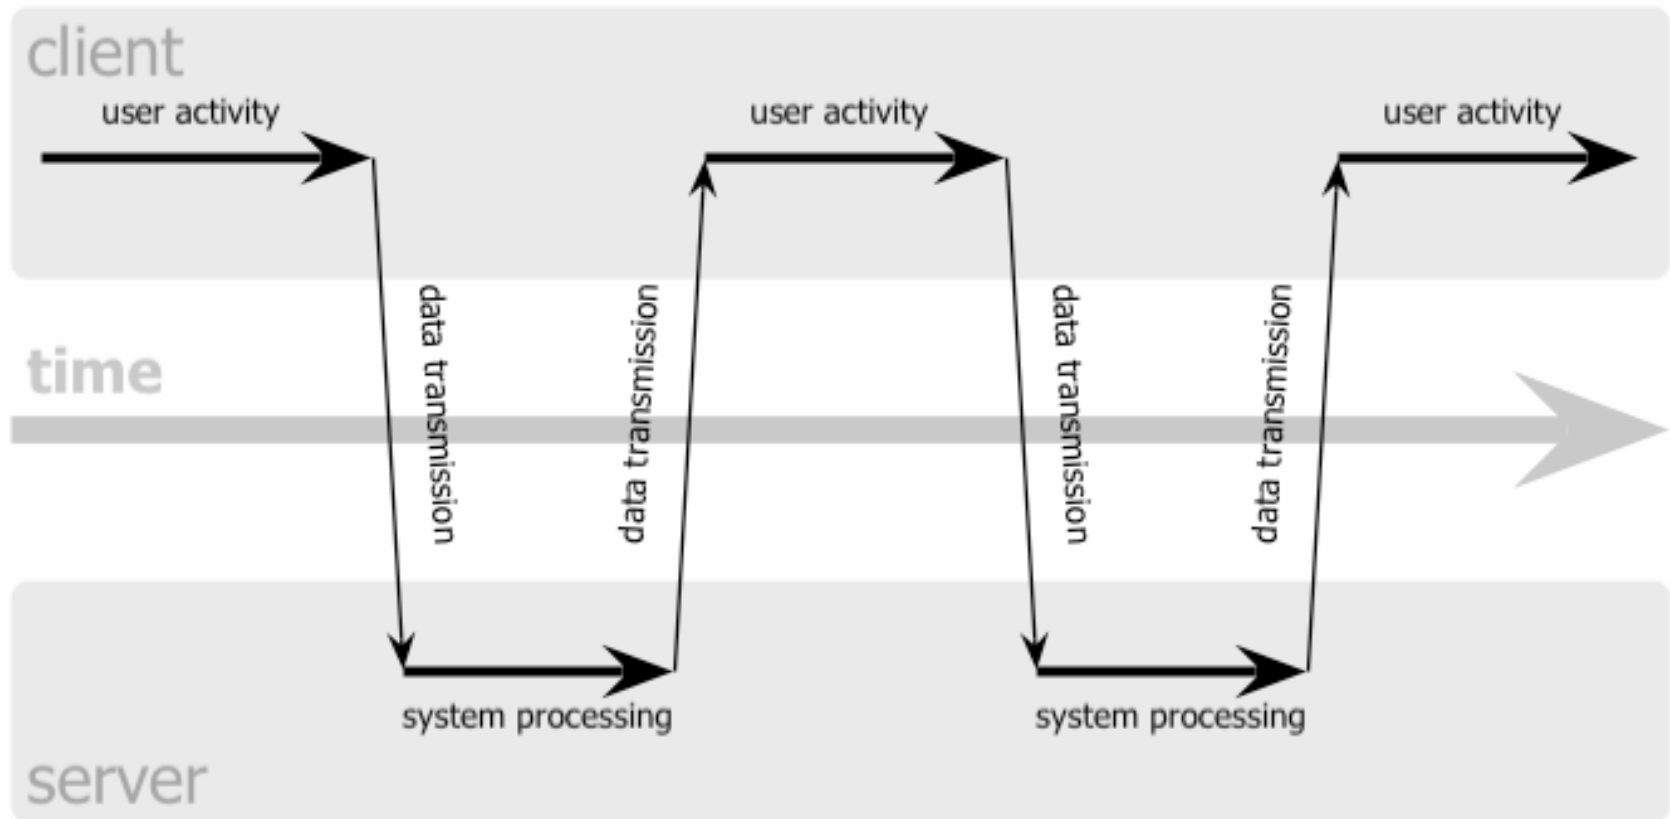 client
user activity
user activity
user activity
data transmission
data transmission
data transmission
data transmission
time
system processing
system processing
server